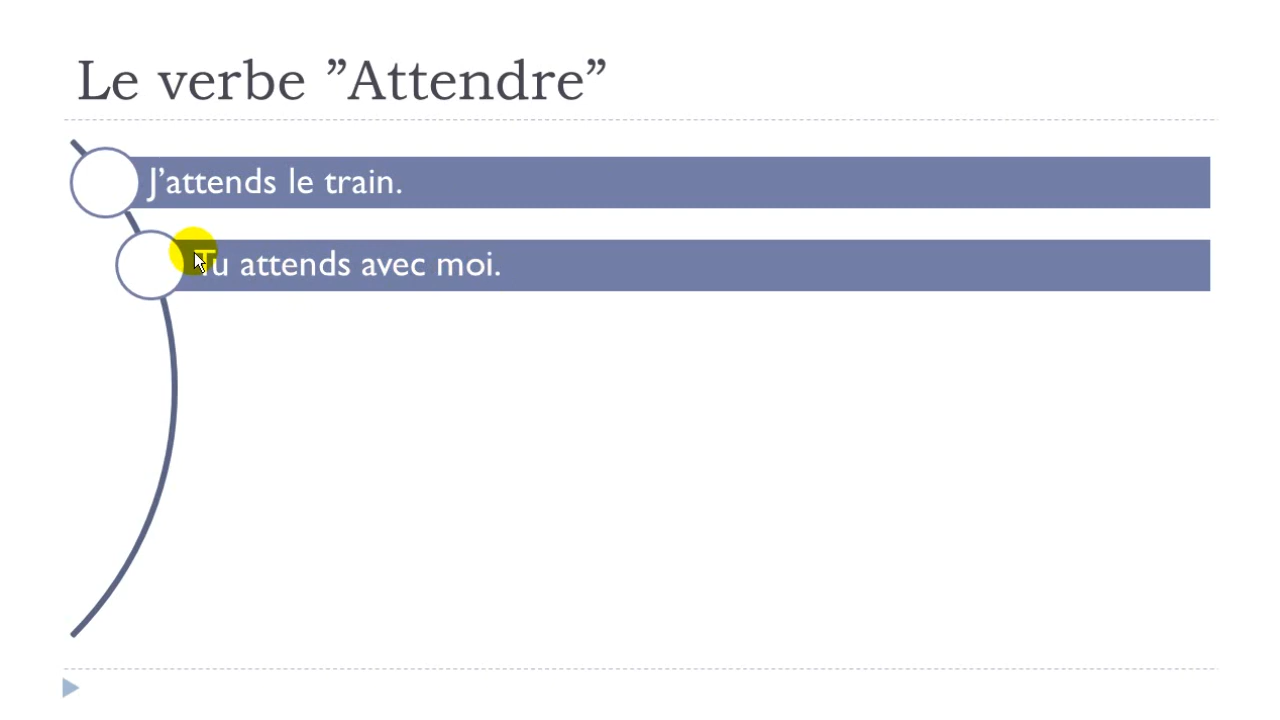 Le verbe ”Attendre”
J’attends le train.
Tu attends avec moi.